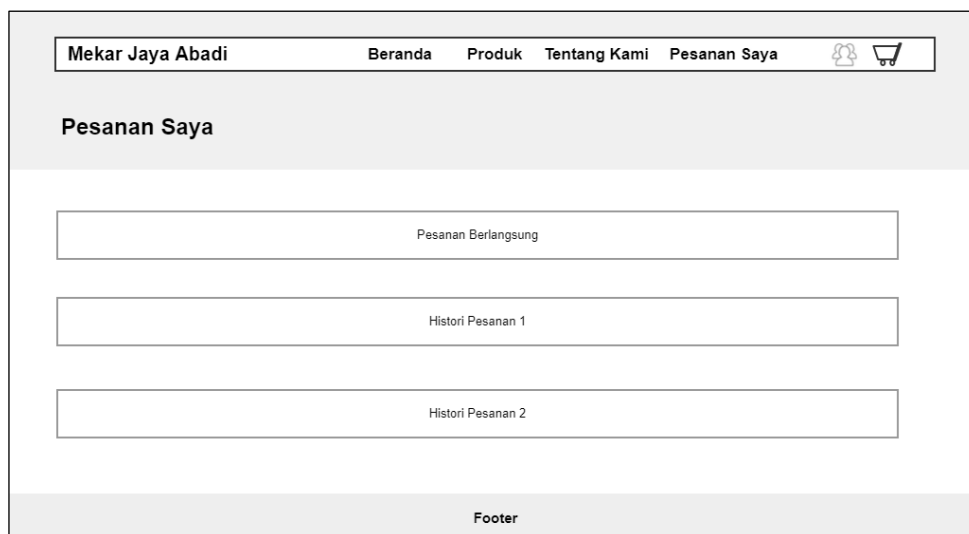 Mekar Jaya Abadi Beranda Produk Tentang Kami Pesanan Saya
Pesanan Saya
Pesanan Berlangsung
Histori Pesanan 1
Histori Pesanan 2
Footer